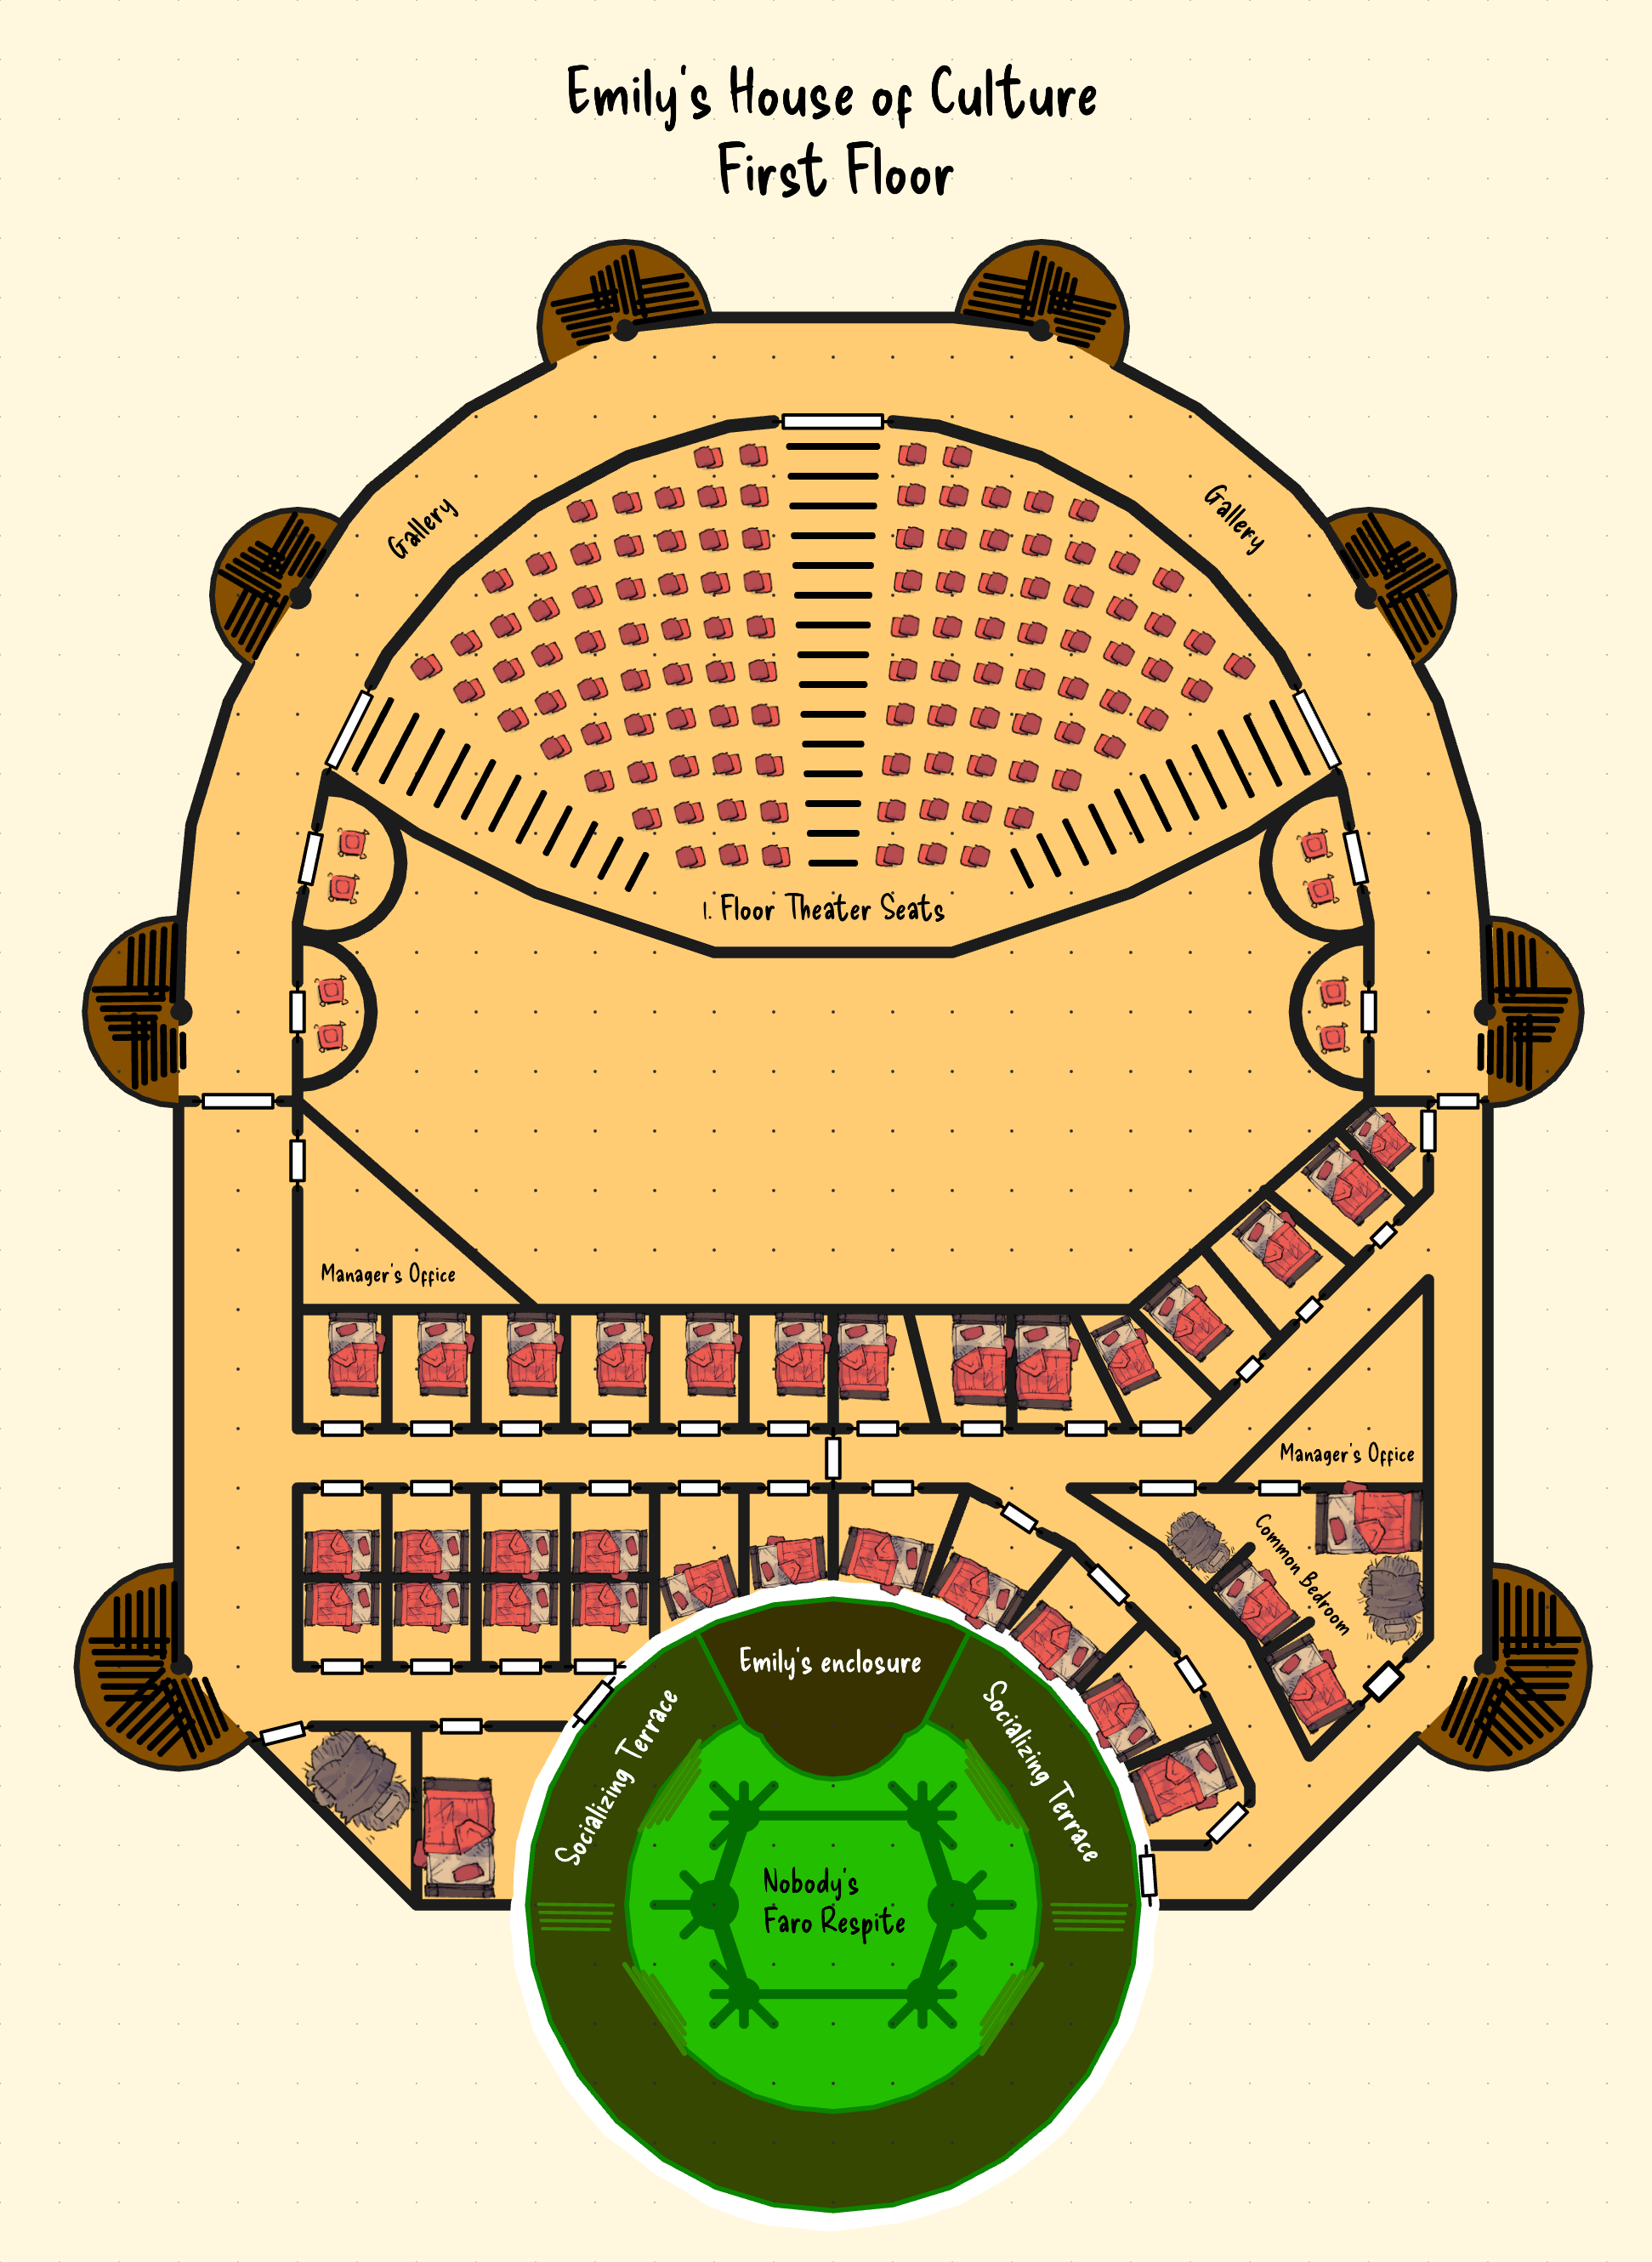 Emily's House of Culture
First Floor
Gallery
Gallery
1. Floor Theater Seats
Manager's Office
Manager's Office
Common Bedroom
Emily's enclosure
Socializing Terrace
Socializing Terrace
Nobody's
Faro Respite